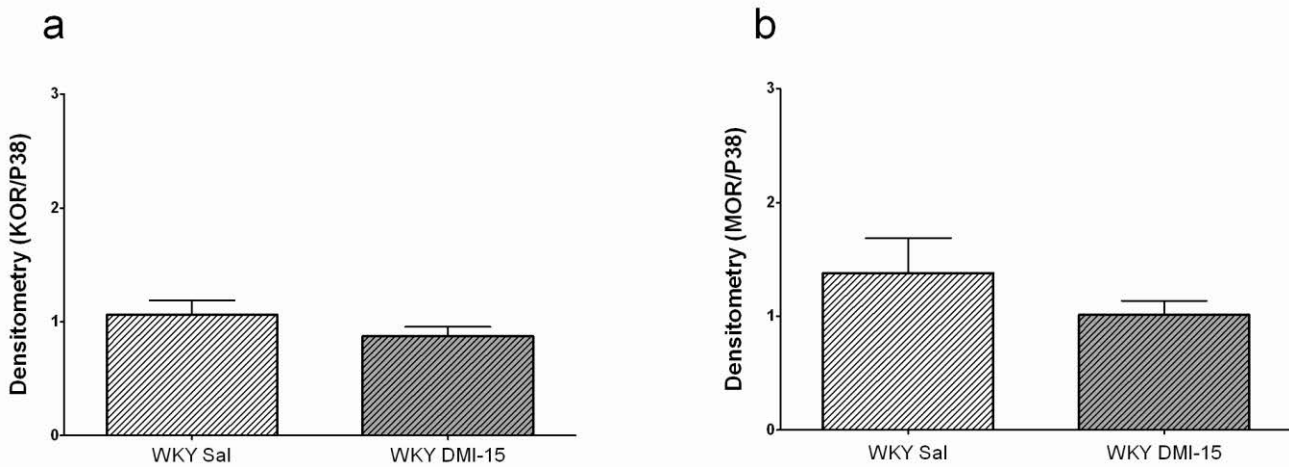 a
Densitometry (KOR/P38)
3
2
1
0
WKY Sal WKY DMI-15
b
Densitometry (MOR/P38)
3
2
1
0
WKY Sal WKY DMI-15